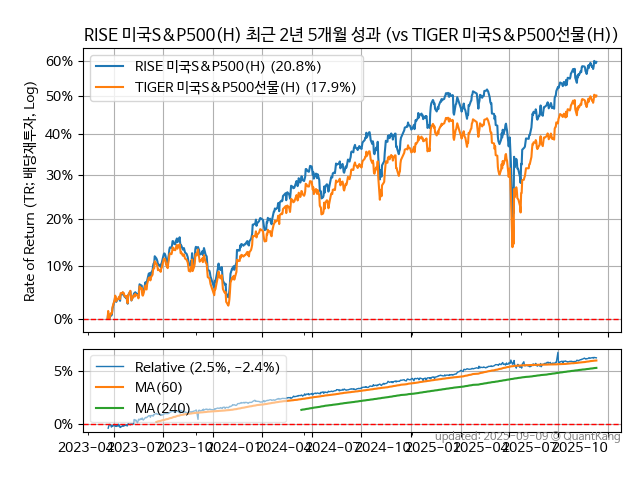 RISE 미국S&P500(H) 최근 2년 5개월 성과 (vs TIGER 미국S&P500선물(H))
Rate of Return (TR: 배당재투자, Log)
60%
50%
40%
30%
20%
10%
0%
RISE 미국S&P500(H) (20.8%)
TIGER 미국S&P500선물(H) (17.9%)
5%
0%
Relative (2.5%, -2.4%)
MA(60)
MA(240)
2023-04 2023-07 2023-10 2024-01 2024-04 2024-07 2024-10 2025-01 2025-04 2025-07 2025-10
updated: 2025-09-09 © QuantKang